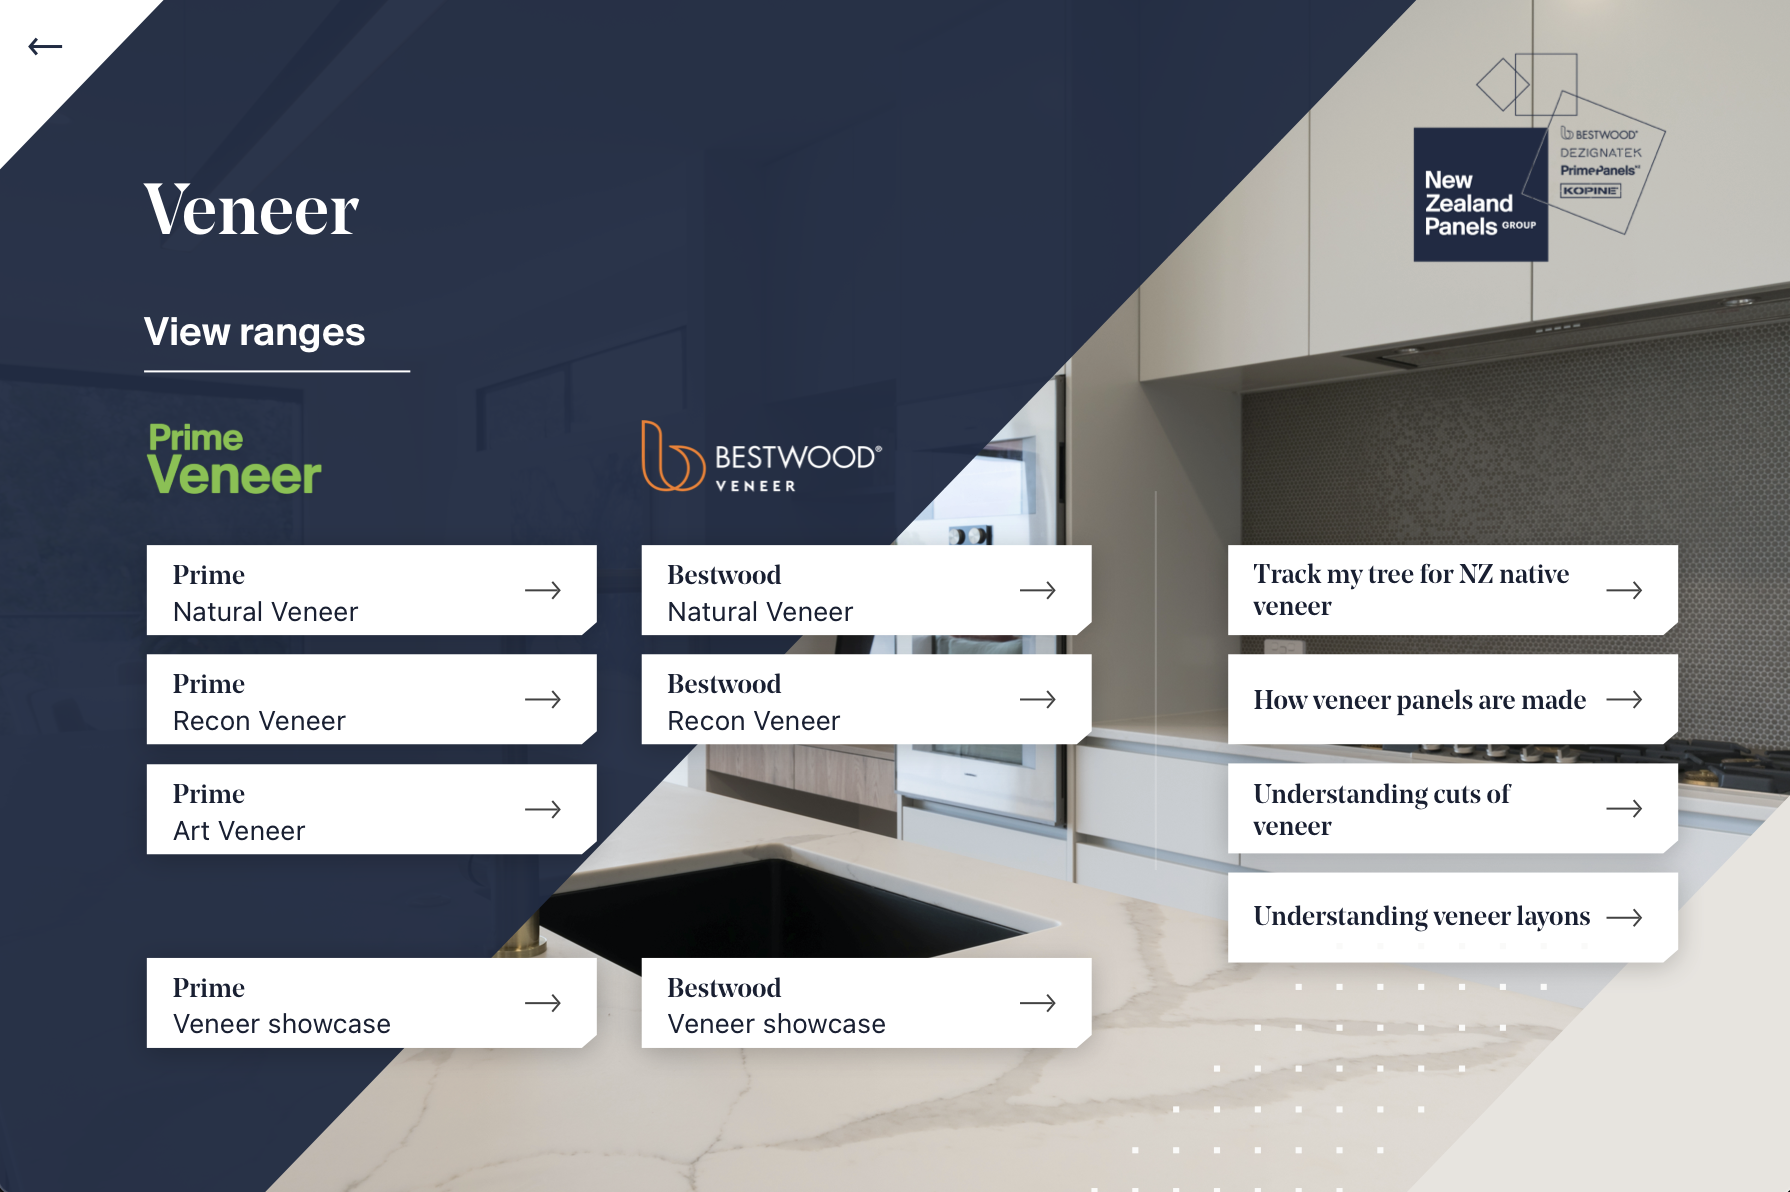 Veneer
View ranges
Prime
Veneer
BESTWOOD®
VENEER
Prime
Natural Veneer
Prime
Recon Veneer
Prime
Art Veneer
Prime
Veneer showcase
Bestwood
Natural Veneer
Bestwood
Recon Veneer
Bestwood
Veneer showcase
New
Zealand
Panels GROUP
BESTWOOD
DEZIGNATEK
PrimePanels
KOPINE
Track my tree for NZ native
veneer
How veneer panels are made
Understanding cuts of
veneer
Understanding veneer layons